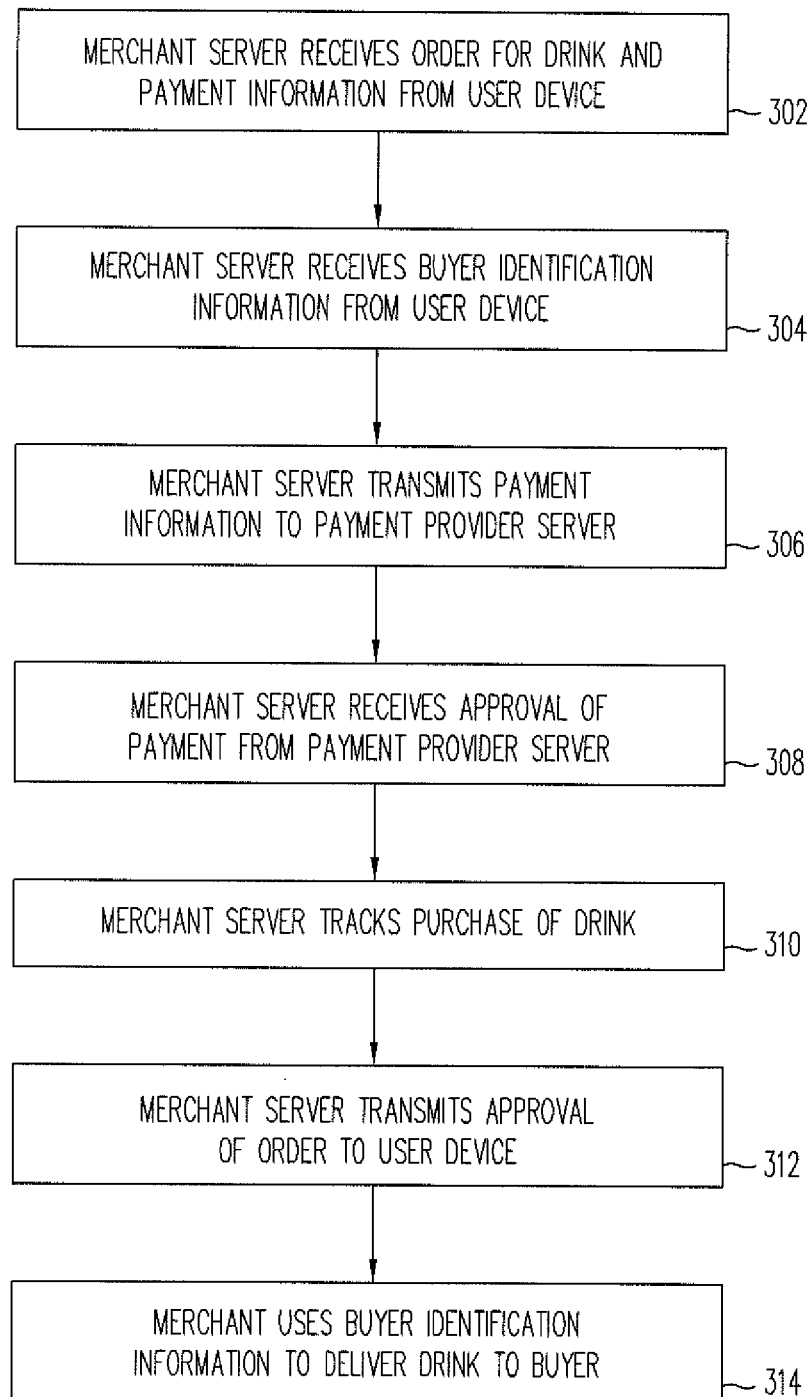 MERCHANT SERVER RECEIVES ORDER FOR DRINK AND
PAYMENT INFORMATION FROM USER DEVICE
302
MERCHANT SERVER RECEIVES BUYER IDENTIFICATION
INFORMATION FROM USER DEVICE
304
MERCHANT SERVER TRANSMITS PAYMENT
INFORMATION TO PAYMENT PROVIDER SERVER
306
MERCHANT SERVER RECEIVES APPROVAL OF
PAYMENT FROM PAYMENT PROVIDER SERVER
308
MERCHANT SERVER TRACKS PURCHASE OF DRINK
310
MERCHANT SERVER TRANSMITS APPROVAL
OF ORDER TO USER DEVICE
312
MERCHANT USES BUYER IDENTIFICATION
INFORMATION TO DELIVER DRINK TO BUYER
314